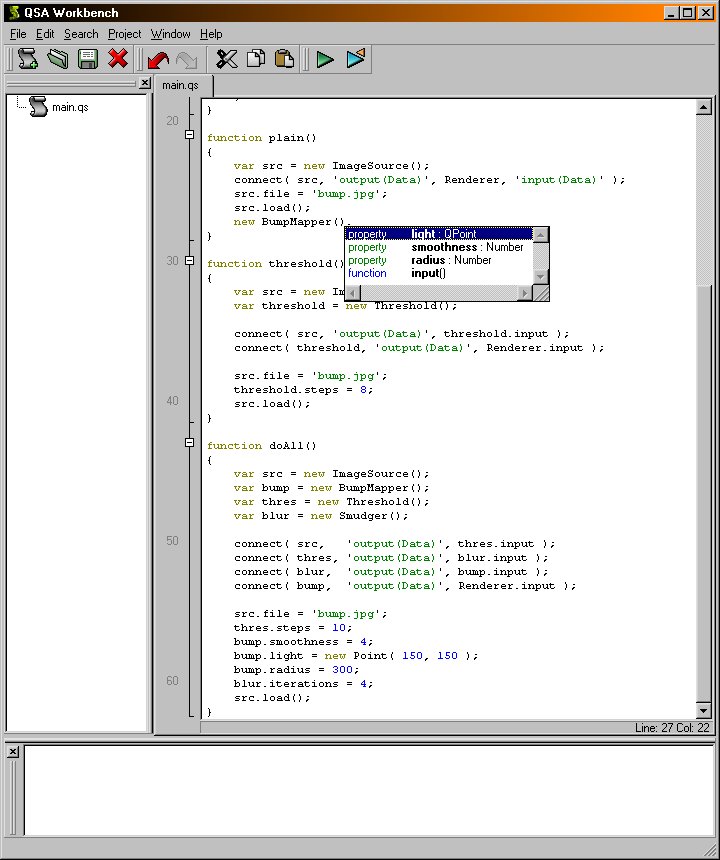 QSA Workbench
File Edit Search Project Window Help
main.qs
main.qs
}
20
function plain()
{
var src = new ImageSource();
connect( src, 'output(Data)', Renderer, 'input(Data)' );
src.file = 'bump.jpg';
src.load();
new BumpMapper().
}
property light : QPoint
property smoothness : Number
property radius : Number
function input()
30
function threshold()
{
var src = new Im
var threshold = new Threshold();
connect( src, 'output(Data)', threshold.input );
connect( threshold, 'output(Data)', Renderer.input );
src.file = 'bump.jpg';
threshold.steps = 8;
40
src.load();
}
function doAll()
{
var src = new ImageSource();
var bump = new BumpMapper();
var thres = new Threshold();
var blur = new Smudger();
50
connect( src, 'output(Data)', thres.input );
connect( thres, 'output(Data)', blur.input );
connect( blur, 'output(Data)', bump.input );
connect( bump, 'output(Data)', Renderer.input );
src.file = 'bump.jpg';
thres.steps = 10;
bump.smoothness = 4;
bump.light = new Point( 150, 150 );
bump.radius = 300;
60
blur.iterations = 4;
src.load();
}
Line: 27 Col: 22